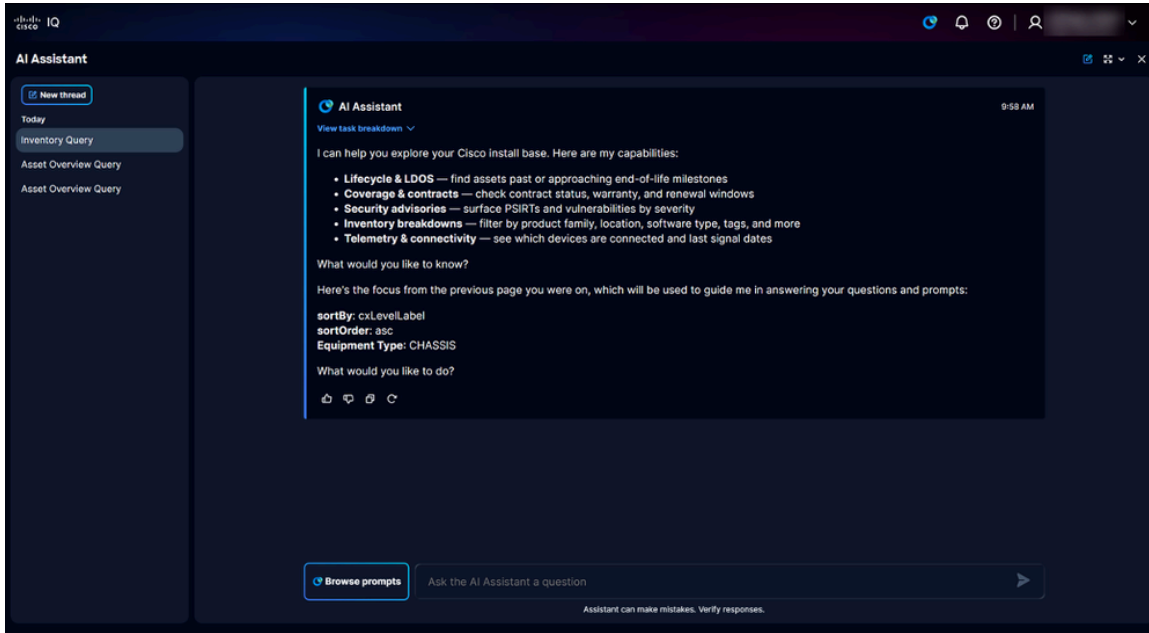 cisco IQ
AI Assistant
New thread
Today
Inventory Query
Asset Overview Query
Asset Overview Query
AI Assistant
9:58 AM
View task breakdown
I can help you explore your Cisco install base. Here are my capabilities:
• Lifecycle & LDOS — find assets past or approaching end-of-life milestones
• Coverage & contracts — check contract status, warranty, and renewal windows
• Security advisories — surface PSIRTs and vulnerabilities by severity
• Inventory breakdowns — filter by product family, location, software type, tags, and more
• Telemetry & connectivity — see which devices are connected and last signal dates
What would you like to know?
Here's the focus from the previous page you were on, which will be used to guide me in answering your questions and prompts:
sortBy: cxLevelLabel
sortOrder: asc
Equipment Type: CHASSIS
What would you like to do?
Browse prompts
Ask the AI Assistant a question
Assistant can make mistakes. Verify responses.